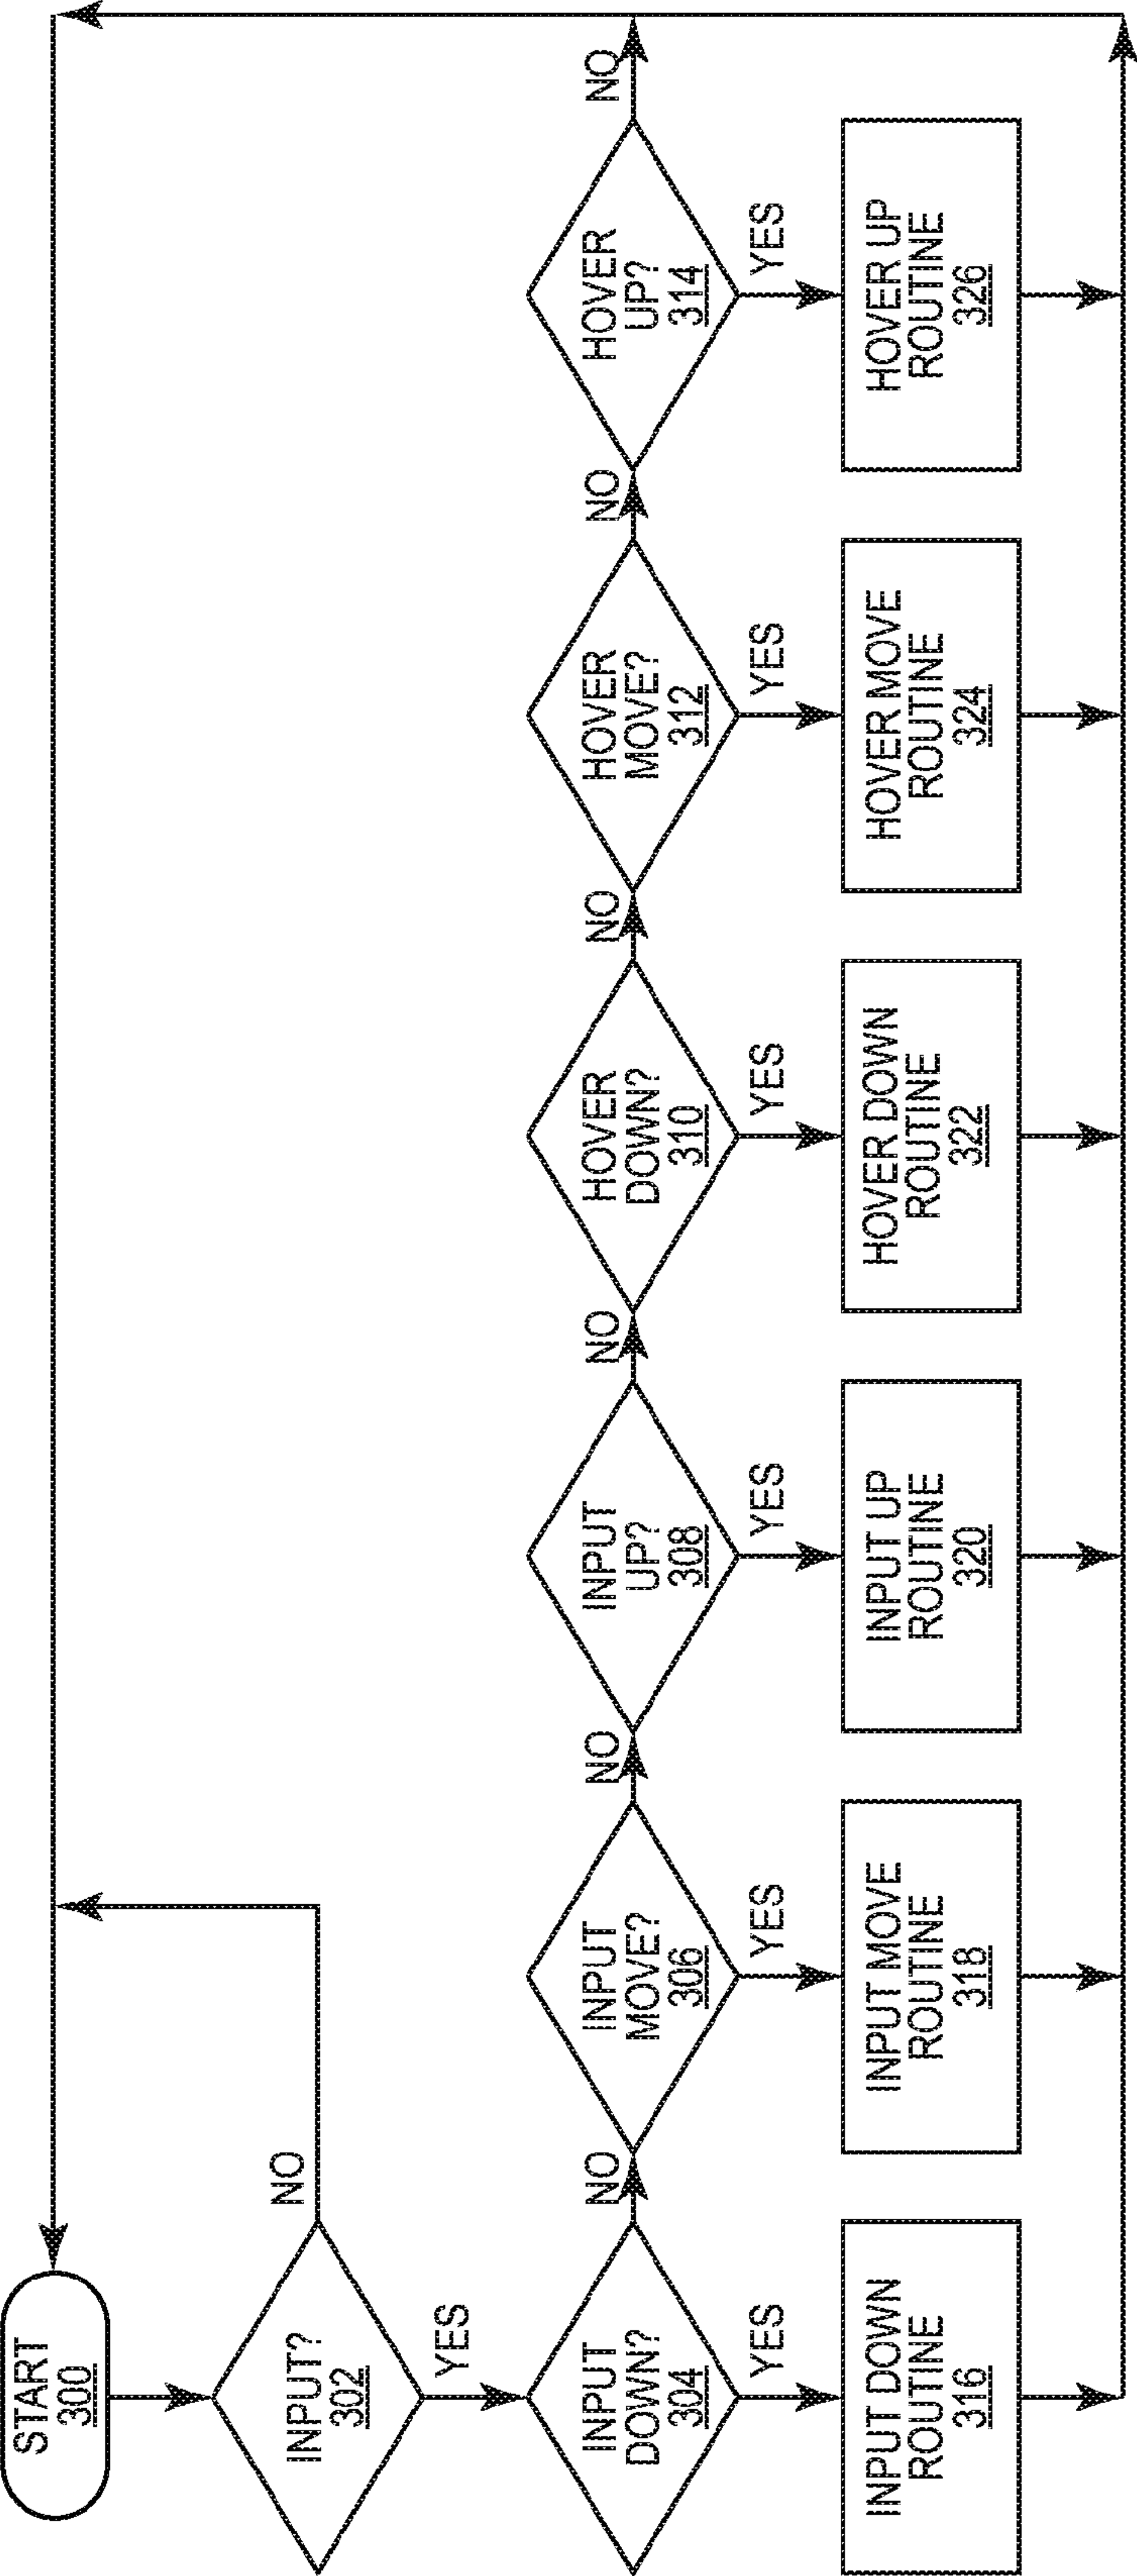 START
300
INPUT?
302
NO
YES
INPUT
DOWN?
304
NO
INPUT
MOVE?
306
NO
INPUT
UP?
308
NO
HOVER
DOWN?
310
NO
HOVER
MOVE?
312
NO
HOVER
UP?
314
NO
YES
YES
YES
YES
YES
YES
INPUT DOWN
ROUTINE
316
INPUT MOVE
ROUTINE
318
INPUT UP
ROUTINE
320
HOVER DOWN
ROUTINE
322
HOVER MOVE
ROUTINE
324
HOVER UP
ROUTINE
326